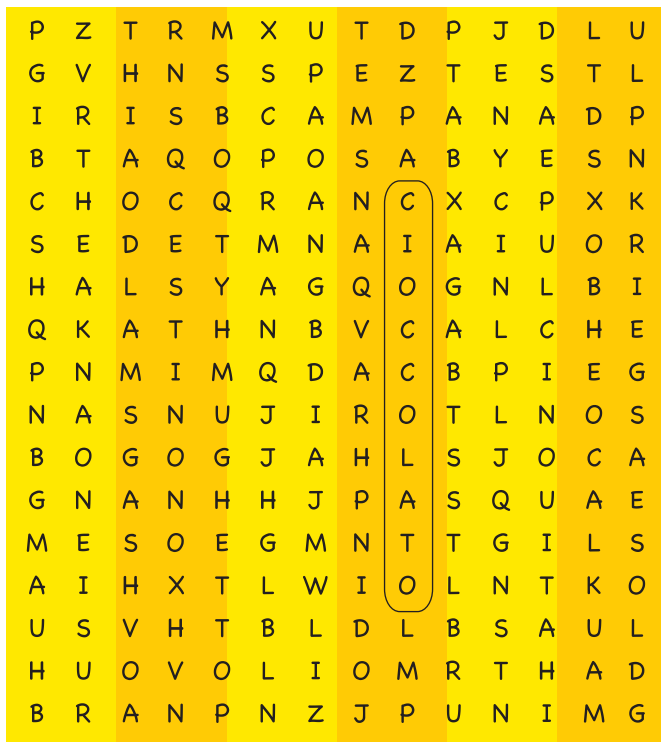 P Z T R M X U T D P J D L U
G V H N S S P E Z T E S T L
I R I S B C A M P A N A D P
B T A Q O P O S A B Y E S N
C H O C Q R A N C X C P X K
S E D E T M N A I A I U O R
H A L S Y A G Q O G N L B I
Q K A T H N B V C A L C H E
P N M I M Q D A C B P I E G
N A S N U J I R O T L N O S
B O G O G J A H L S J O C A
G N A N H H J P A S Q U A E
M E S O E G M N T T G I L S
A I H X T L W I O L N T K O
U S V H T B L D L B S A U L
H U O V O L I O M R T H A D
B R A N P N Z J P U N I M G